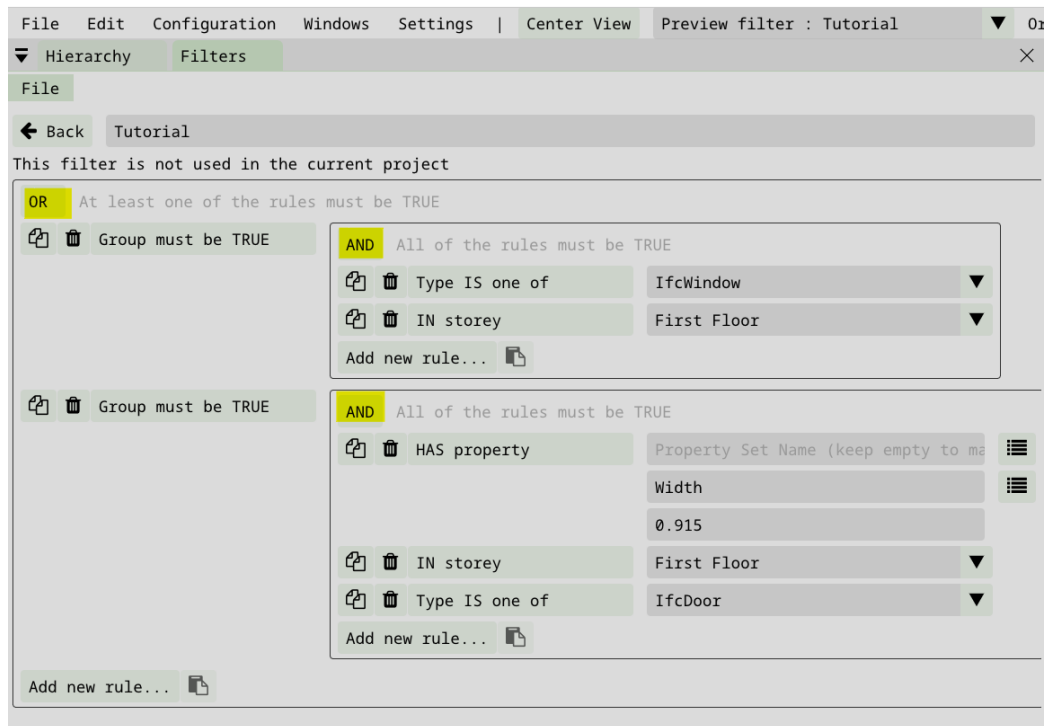 File Edit Configuration Windows Settings | Center View Preview filter : Tutorial ▼ Or
Hierarchy Filters
File
Back Tutorial
This filter is not used in the current project
OR At least one of the rules must be TRUE
Group must be TRUE AND All of the rules must be TRUE
Type IS one of IfcWindow
IN storey First Floor
Add new rule...
Group must be TRUE AND All of the rules must be TRUE
HAS property Property Set Name (keep empty to ma
Width
0.915
IN storey First Floor
Type IS one of IfcDoor
Add new rule...
Add new rule...